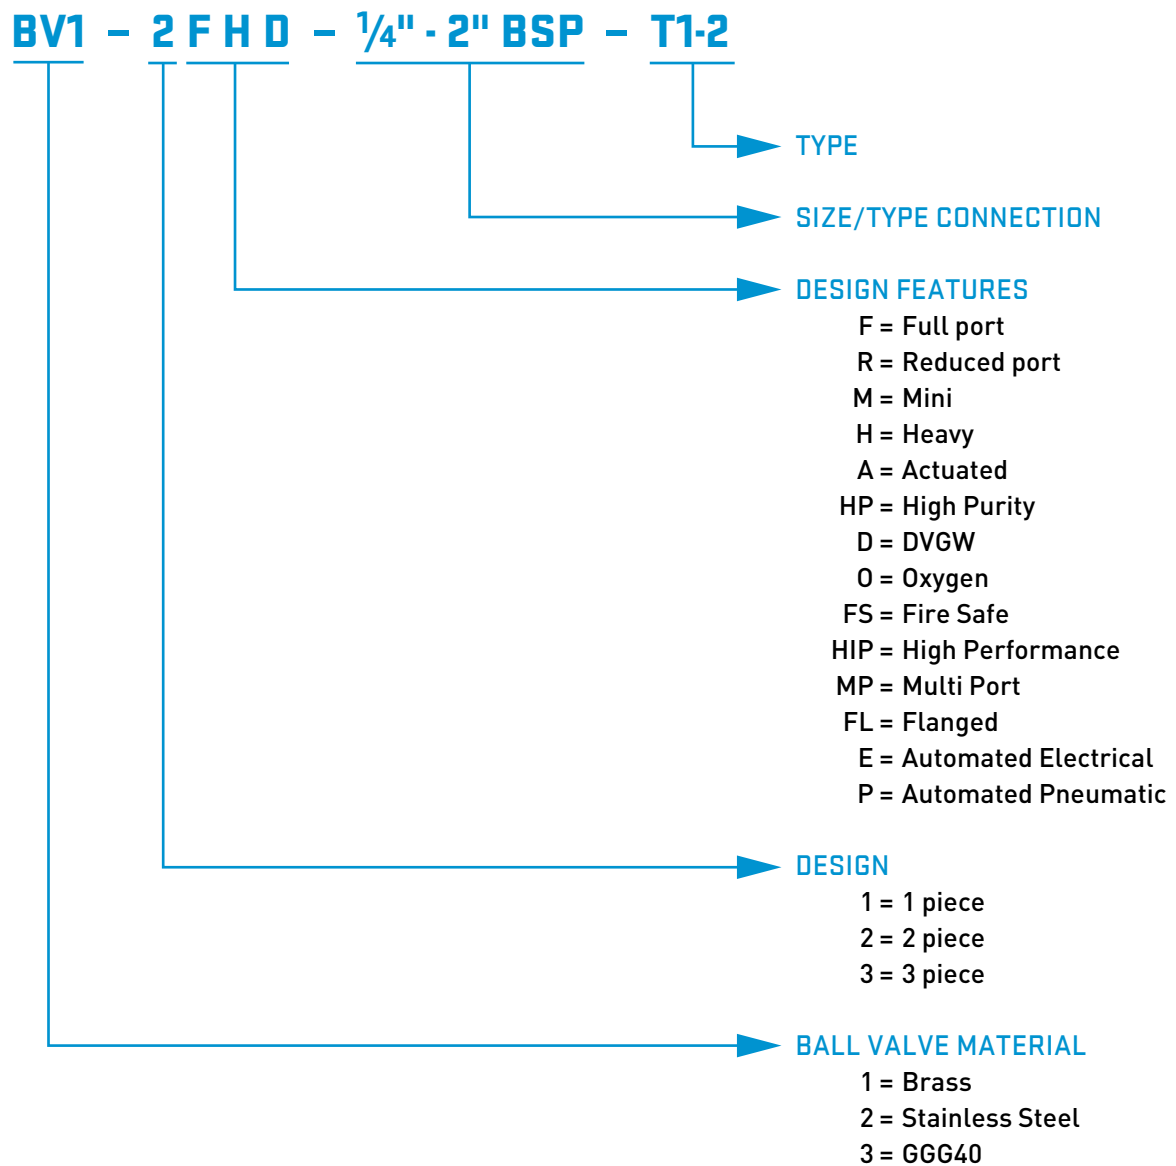 BV1 – 2 F H D – ¼" - 2" BSP – T1-2
TYPE
SIZE/TYPE CONNECTION
DESIGN FEATURES
F = Full port
R = Reduced port
M = Mini
H = Heavy
A = Actuated
HP = High Purity
D = DVGW
O = Oxygen
FS = Fire Safe
HIP = High Performance
MP = Multi Port
FL = Flanged
E = Automated Electrical
P = Automated Pneumatic
DESIGN
1 = 1 piece
2 = 2 piece
3 = 3 piece
BALL VALVE MATERIAL
1 = Brass
2 = Stainless Steel
3 = GGG40